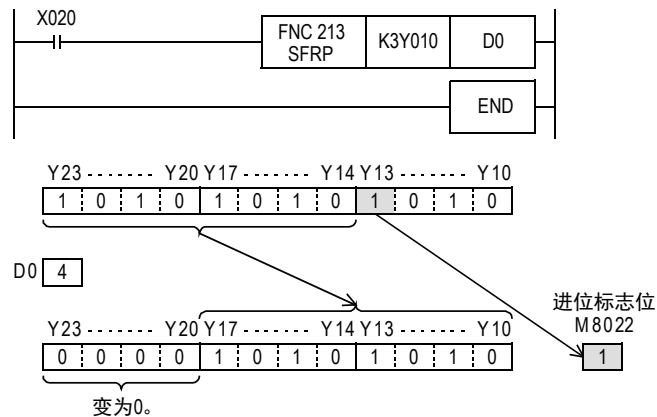 X020
FNC 213
SFRP
K3Y010
D0
END
Y23 - - - - - - - Y20 Y17 - - - - - - - Y14 Y13 - - - - - - - Y10
1 0 1 0 1 0 1 0 1 0 1 0
D0 4
进位标志位
M8022
Y23 - - - - - - - Y20 Y17 - - - - - - - Y14 Y13 - - - - - - - Y10
0 0 0 0 1 0 1 0 1 0 1 0
1
变为0。